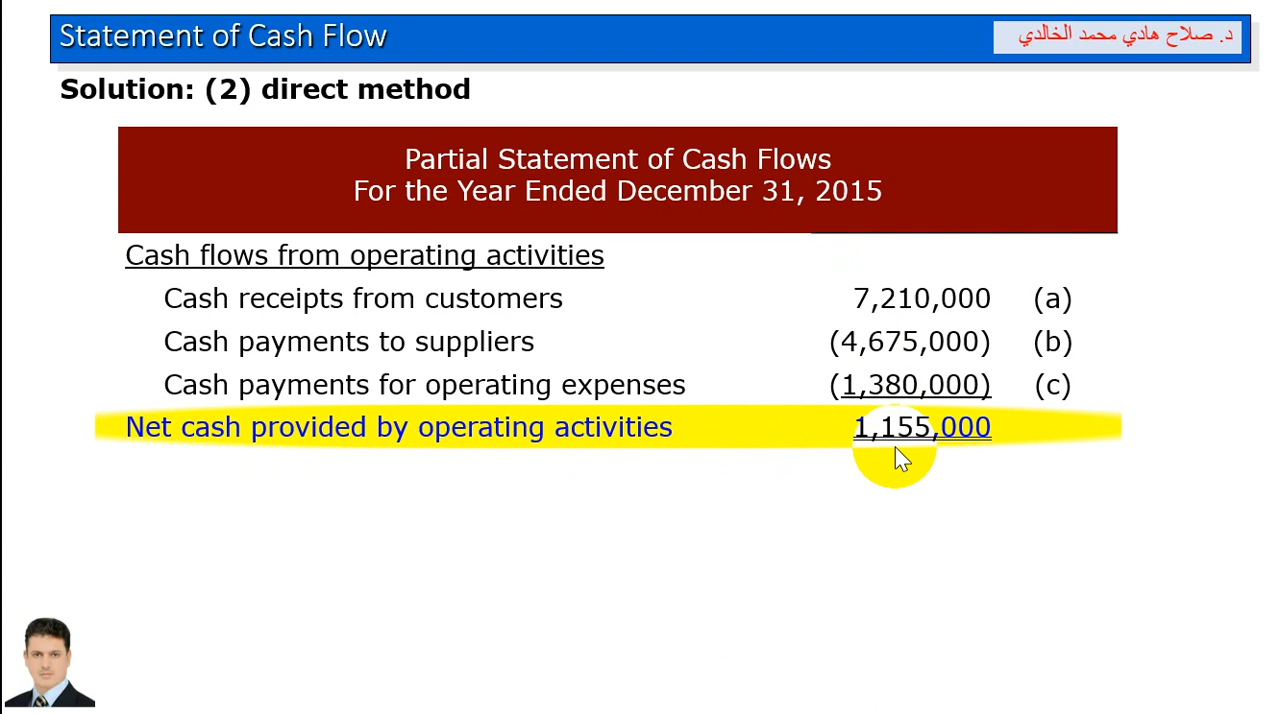 Statement of Cash Flow
د. صلاح هادي محمد الخالدي
Solution: (2) direct method
Partial Statement of Cash Flows
For the Year Ended December 31, 2015
Cash flows from operating activities
Cash receipts from customers 7,210,000 (a)
Cash payments to suppliers (4,675,000) (b)
Cash payments for operating expenses (1,380,000) (c)
Net cash provided by operating activities 1,155,000